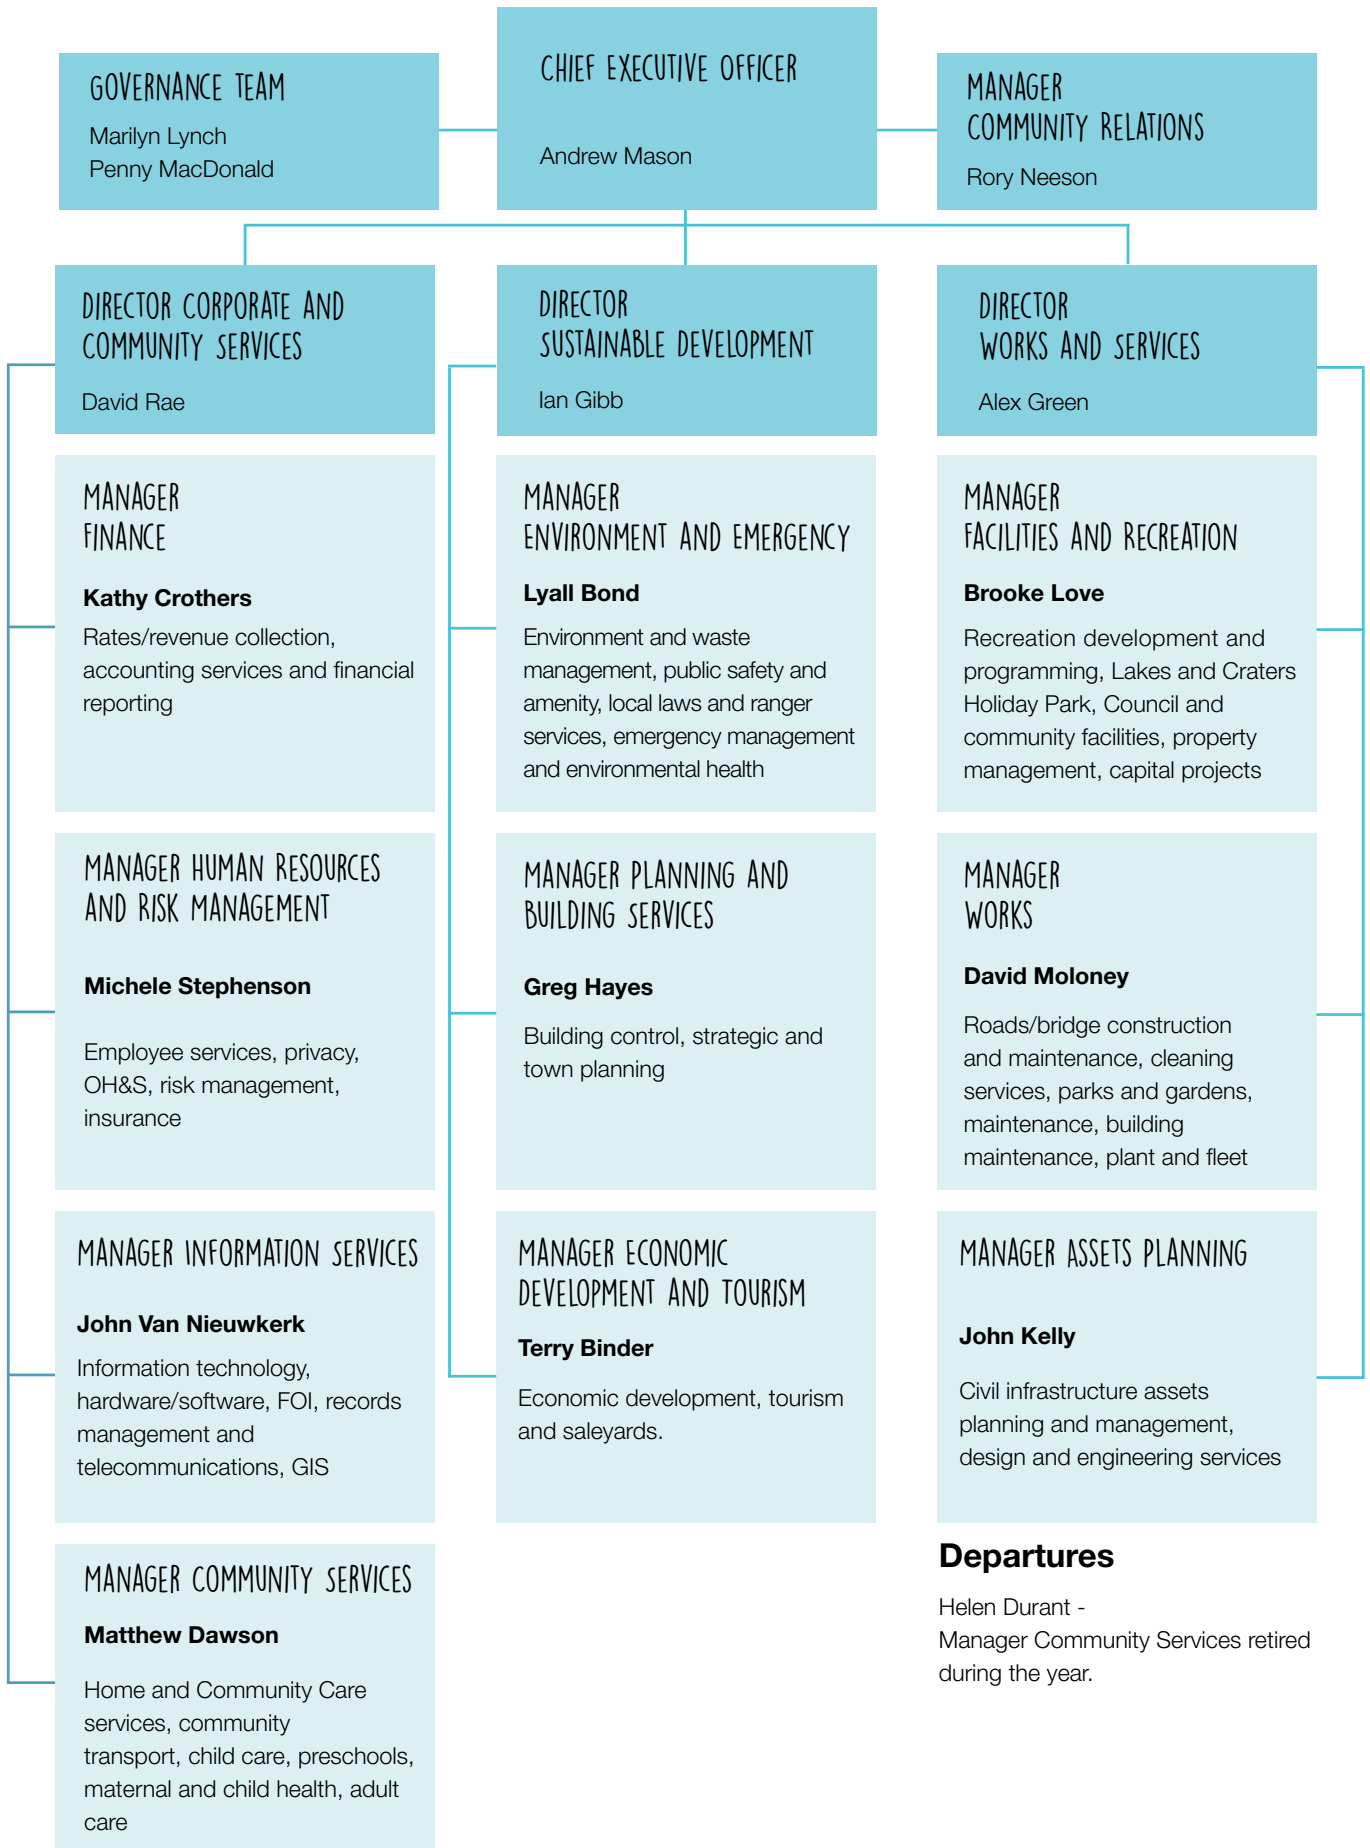 GOVERNANCE TEAM
Marilyn Lynch
Penny MacDonald
CHIEF EXECUTIVE OFFICER
Andrew Mason
MANAGER
COMMUNITY RELATIONS
Rory Neeson
DIRECTOR CORPORATE AND
COMMUNITY SERVICES
David Rae
DIRECTOR
SUSTAINABLE DEVELOPMENT
Ian Gibb
DIRECTOR
WORKS AND SERVICES
Alex Green
MANAGER
FINANCE
Kathy Crothers
Rates/revenue collection,
accounting services and financial
reporting
MANAGER
ENVIRONMENT AND EMERGENCY
Lyall Bond
Environment and waste
management, public safety and
amenity, local laws and ranger
services, emergency management
and environmental health
MANAGER
FACILITIES AND RECREATION
Brooke Love
Recreation development and
programming, Lakes and Craters
Holiday Park, Council and
community facilities, property
management, capital projects
MANAGER HUMAN RESOURCES
AND RISK MANAGEMENT
Michele Stephenson
Employee services, privacy,
OH&S, risk management,
insurance
MANAGER PLANNING AND
BUILDING SERVICES
Greg Hayes
Building control, strategic and
town planning
MANAGER
WORKS
David Moloney
Roads/bridge construction
and maintenance, cleaning
services, parks and gardens,
maintenance, building
maintenance, plant and fleet
MANAGER INFORMATION SERVICES
John Van Nieuwkerk
Information technology,
hardware/software, FOI, records
management and
telecommunications, GIS
MANAGER ECONOMIC
DEVELOPMENT AND TOURISM
Terry Binder
Economic development, tourism
and saleyards.
MANAGER ASSETS PLANNING
John Kelly
Civil infrastructure assets
planning and management,
design and engineering services
MANAGER COMMUNITY SERVICES
Matthew Dawson
Home and Community Care
services, community
transport, child care, preschools,
maternal and child health, adult
care
Departures
Helen Durant -
Manager Community Services retired
during the year.